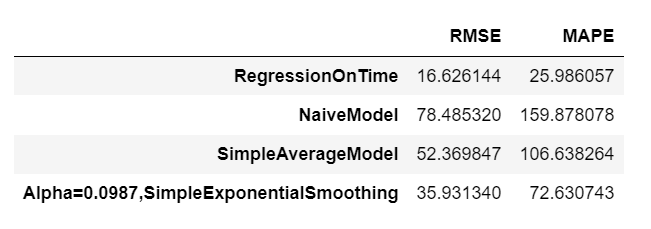 RMSE MAPE
RegressionOnTime 16.626144 25.986057
NaiveModel 78.485320 159.878078
SimpleAverageModel 52.369847 106.638264
Alpha=0.0987,SimpleExponentialSmoothing 35.931340 72.630743